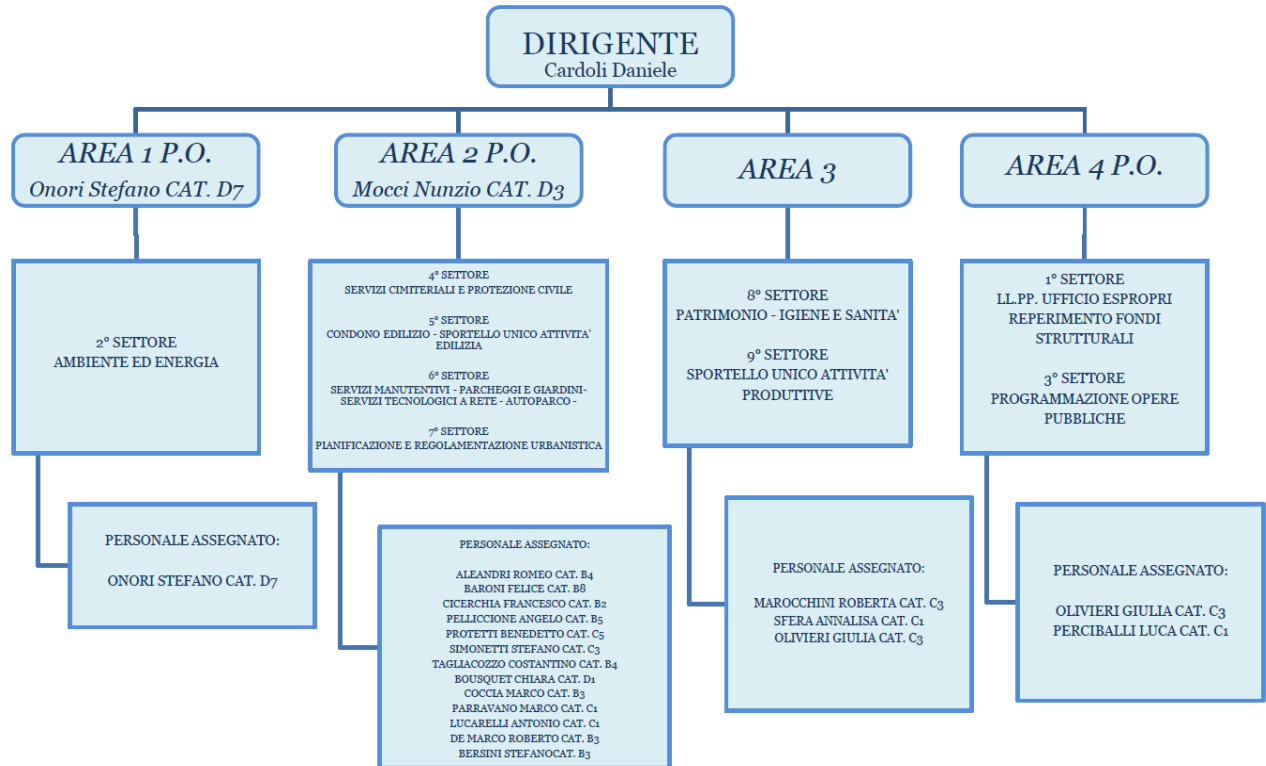 DIRIGENTE
Cardoli Daniele
AREA 1 P.O.
Onori Stefano CAT. D7
AREA 2 P.O.
Mocci Nunzio CAT. D3
AREA 3
AREA 4 P.O.
2° SETTORE
AMBIENTE ED ENERGIA
4° SETTORE
SERVIZI CIMITERIALI E PROTEZIONE CIVILE
5° SETTORE
CONDONO EDILIZIO - SPORTELLO UNICO ATTIVITA'
EDILIZIA
6° SETTORE
SERVIZI MANUTENTIVI - PARCHEGGI E GIARDINI-
SERVIZI TECNOLOGICI A RETE - AUTOPARCO -
7° SETTORE
PIANIFICAZIONE E REGOLAMENTAZIONE URBANISTICA
8° SETTORE
PATRIMONIO - IGIENE E SANITA'
9° SETTORE
SPORTELLO UNICO ATTIVITA'
PRODUTTIVE
1° SETTORE
LL.PP. UFFICIO ESPROPRI
REPERIMENTO FONDI
STRUTTURALI
3° SETTORE
PROGRAMMAZIONE OPERE
PUBBLICHE
PERSONALE ASSEGNATO:
ONORI STEFANO CAT. D7
PERSONALE ASSEGNATO:
ALEANDRI ROMEO CAT. B4
BARONI FELICE CAT. B8
CICERCHIA FRANCESCO CAT. B2
PELLICCIONE ANGELO CAT. B5
PROTETTI BENEDETTO CAT. C5
SIMONETTI STEFANO CAT. C3
TAGLIACOZZO COSTANTINO CAT. B4
BOUSQUET CHIARA CAT. D1
COCCIA MARCO CAT. B3
PARRAVANO MARCO CAT. C1
LUCARELLI ANTONIO CAT. C1
DE MARCO ROBERTO CAT. B3
BERSINI STEFANOCAT. B3
PERSONALE ASSEGNATO:
MAROCCHINI ROBERTA CAT. C3
SFERA ANNALISA CAT. C1
OLIVIERI GIULIA CAT. C3
PERSONALE ASSEGNATO:
OLIVIERI GIULIA CAT. C3
PERCIBALLI LUCA CAT. C1